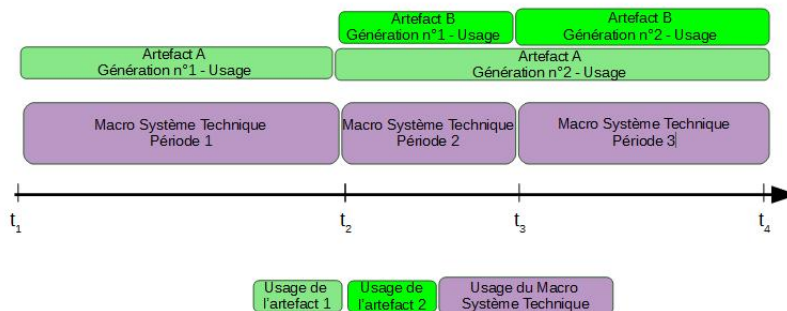 Artefact B
Génération n°1 - Usage
Artefact B
Génération n°2 - Usage
Artefact A
Génération n°1 - Usage
Artefact A
Génération n°2 - Usage
Macro Système Technique
Période 1
Macro Système Technique
Période 2
Macro Système Technique
Période 3
t1
t2
t3
t4
Usage de
l'artefact 1
Usage de
l'artefact 2
Usage du Macro
Système Technique